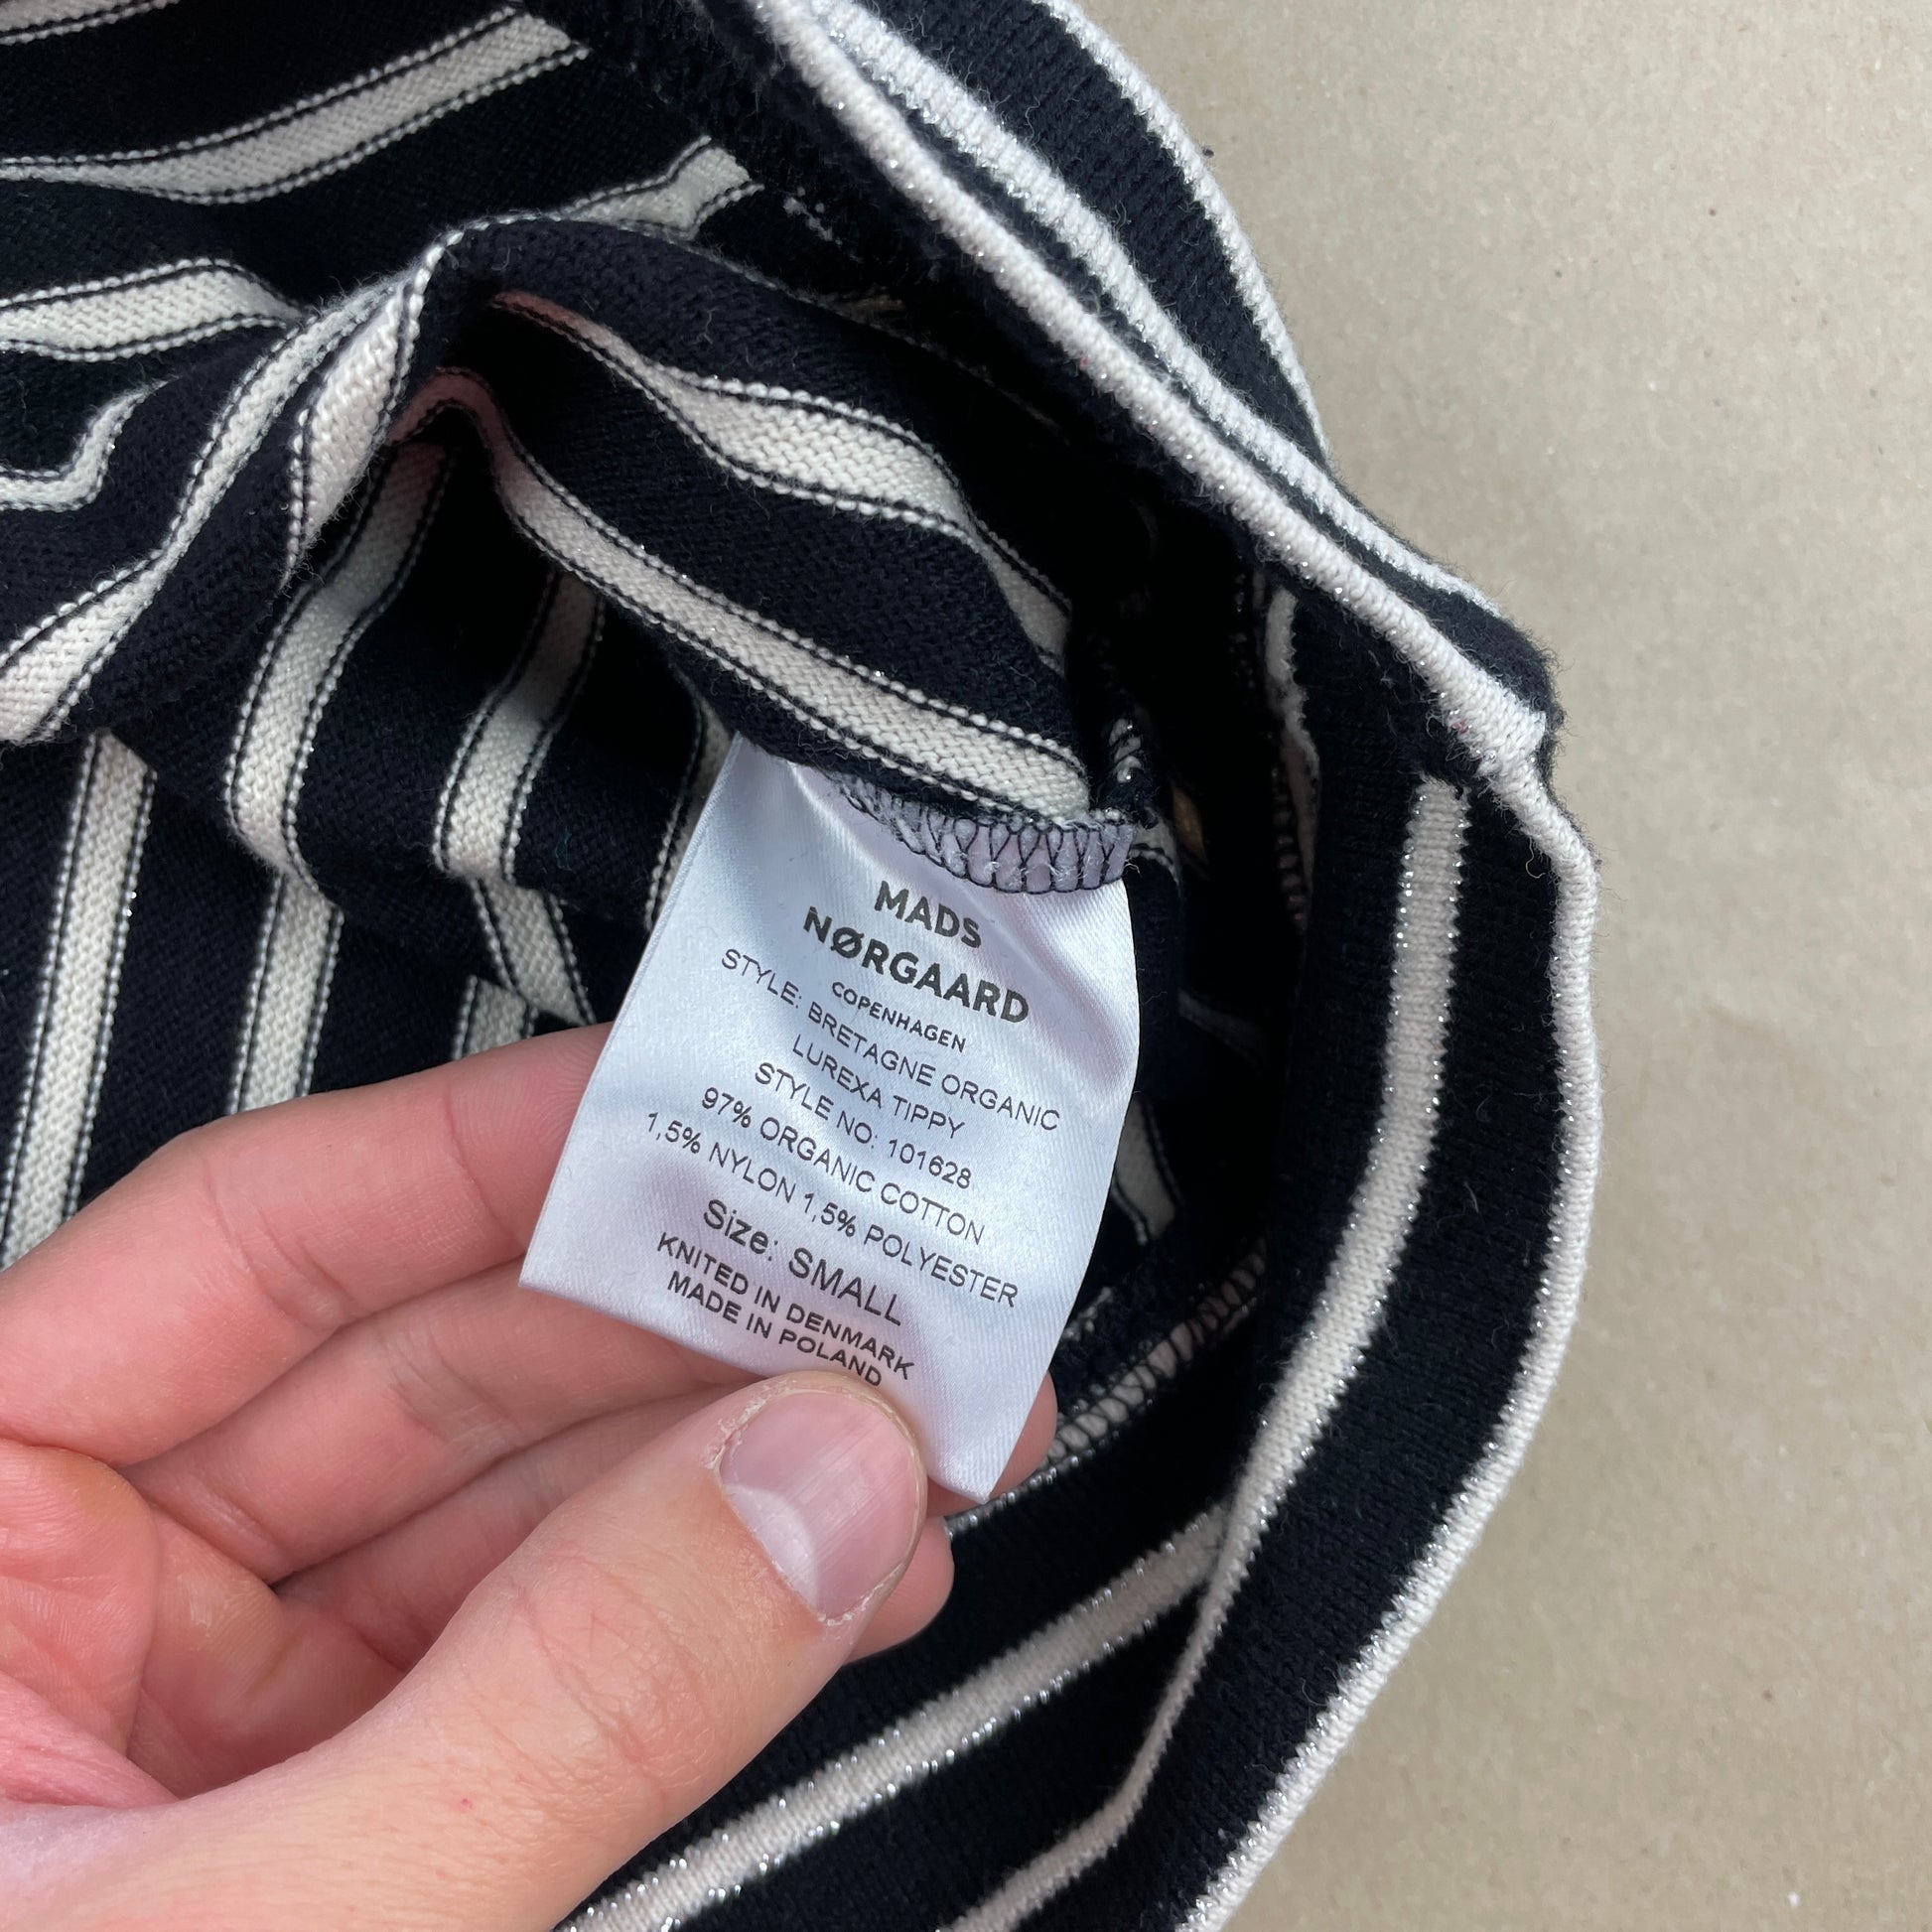 MADS
NØRGAARD
COPENHAGEN
STYLE: BRETAGNE ORGANIC
LUREXA TIPPY
STYLE NO: 101628
97% ORGANIC COTTON
1,5% NYLON 1,5% POLYESTER
Size: SMALL
KNITED IN DENMARK
MADE IN POLAND